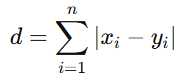 d = \sum_{i=1}^{n} |x_i - y_i|